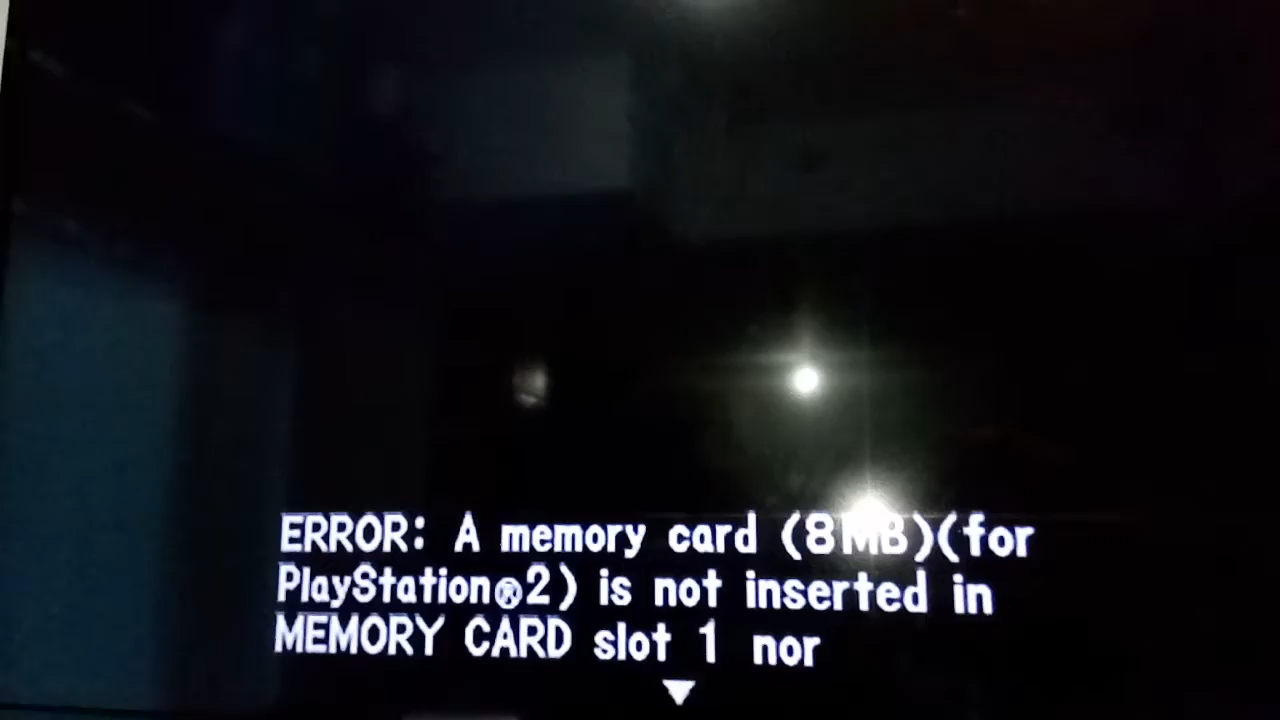 ERROR: A memory card (8MB)(for
PlayStation®2) is not inserted in
MEMORY CARD slot 1 nor